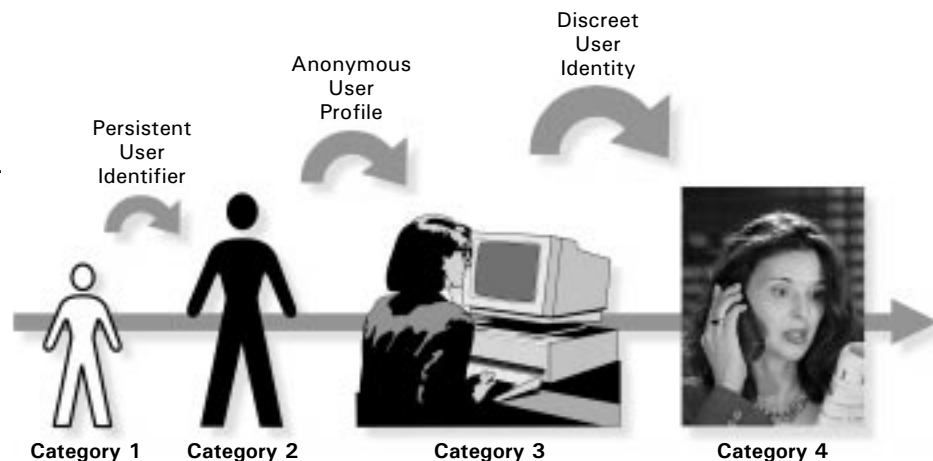 Persistent
User
Identifier
Anonymous
User
Profile
Discreet
User
Identity
Category 1
Category 2
Category 3
Category 4